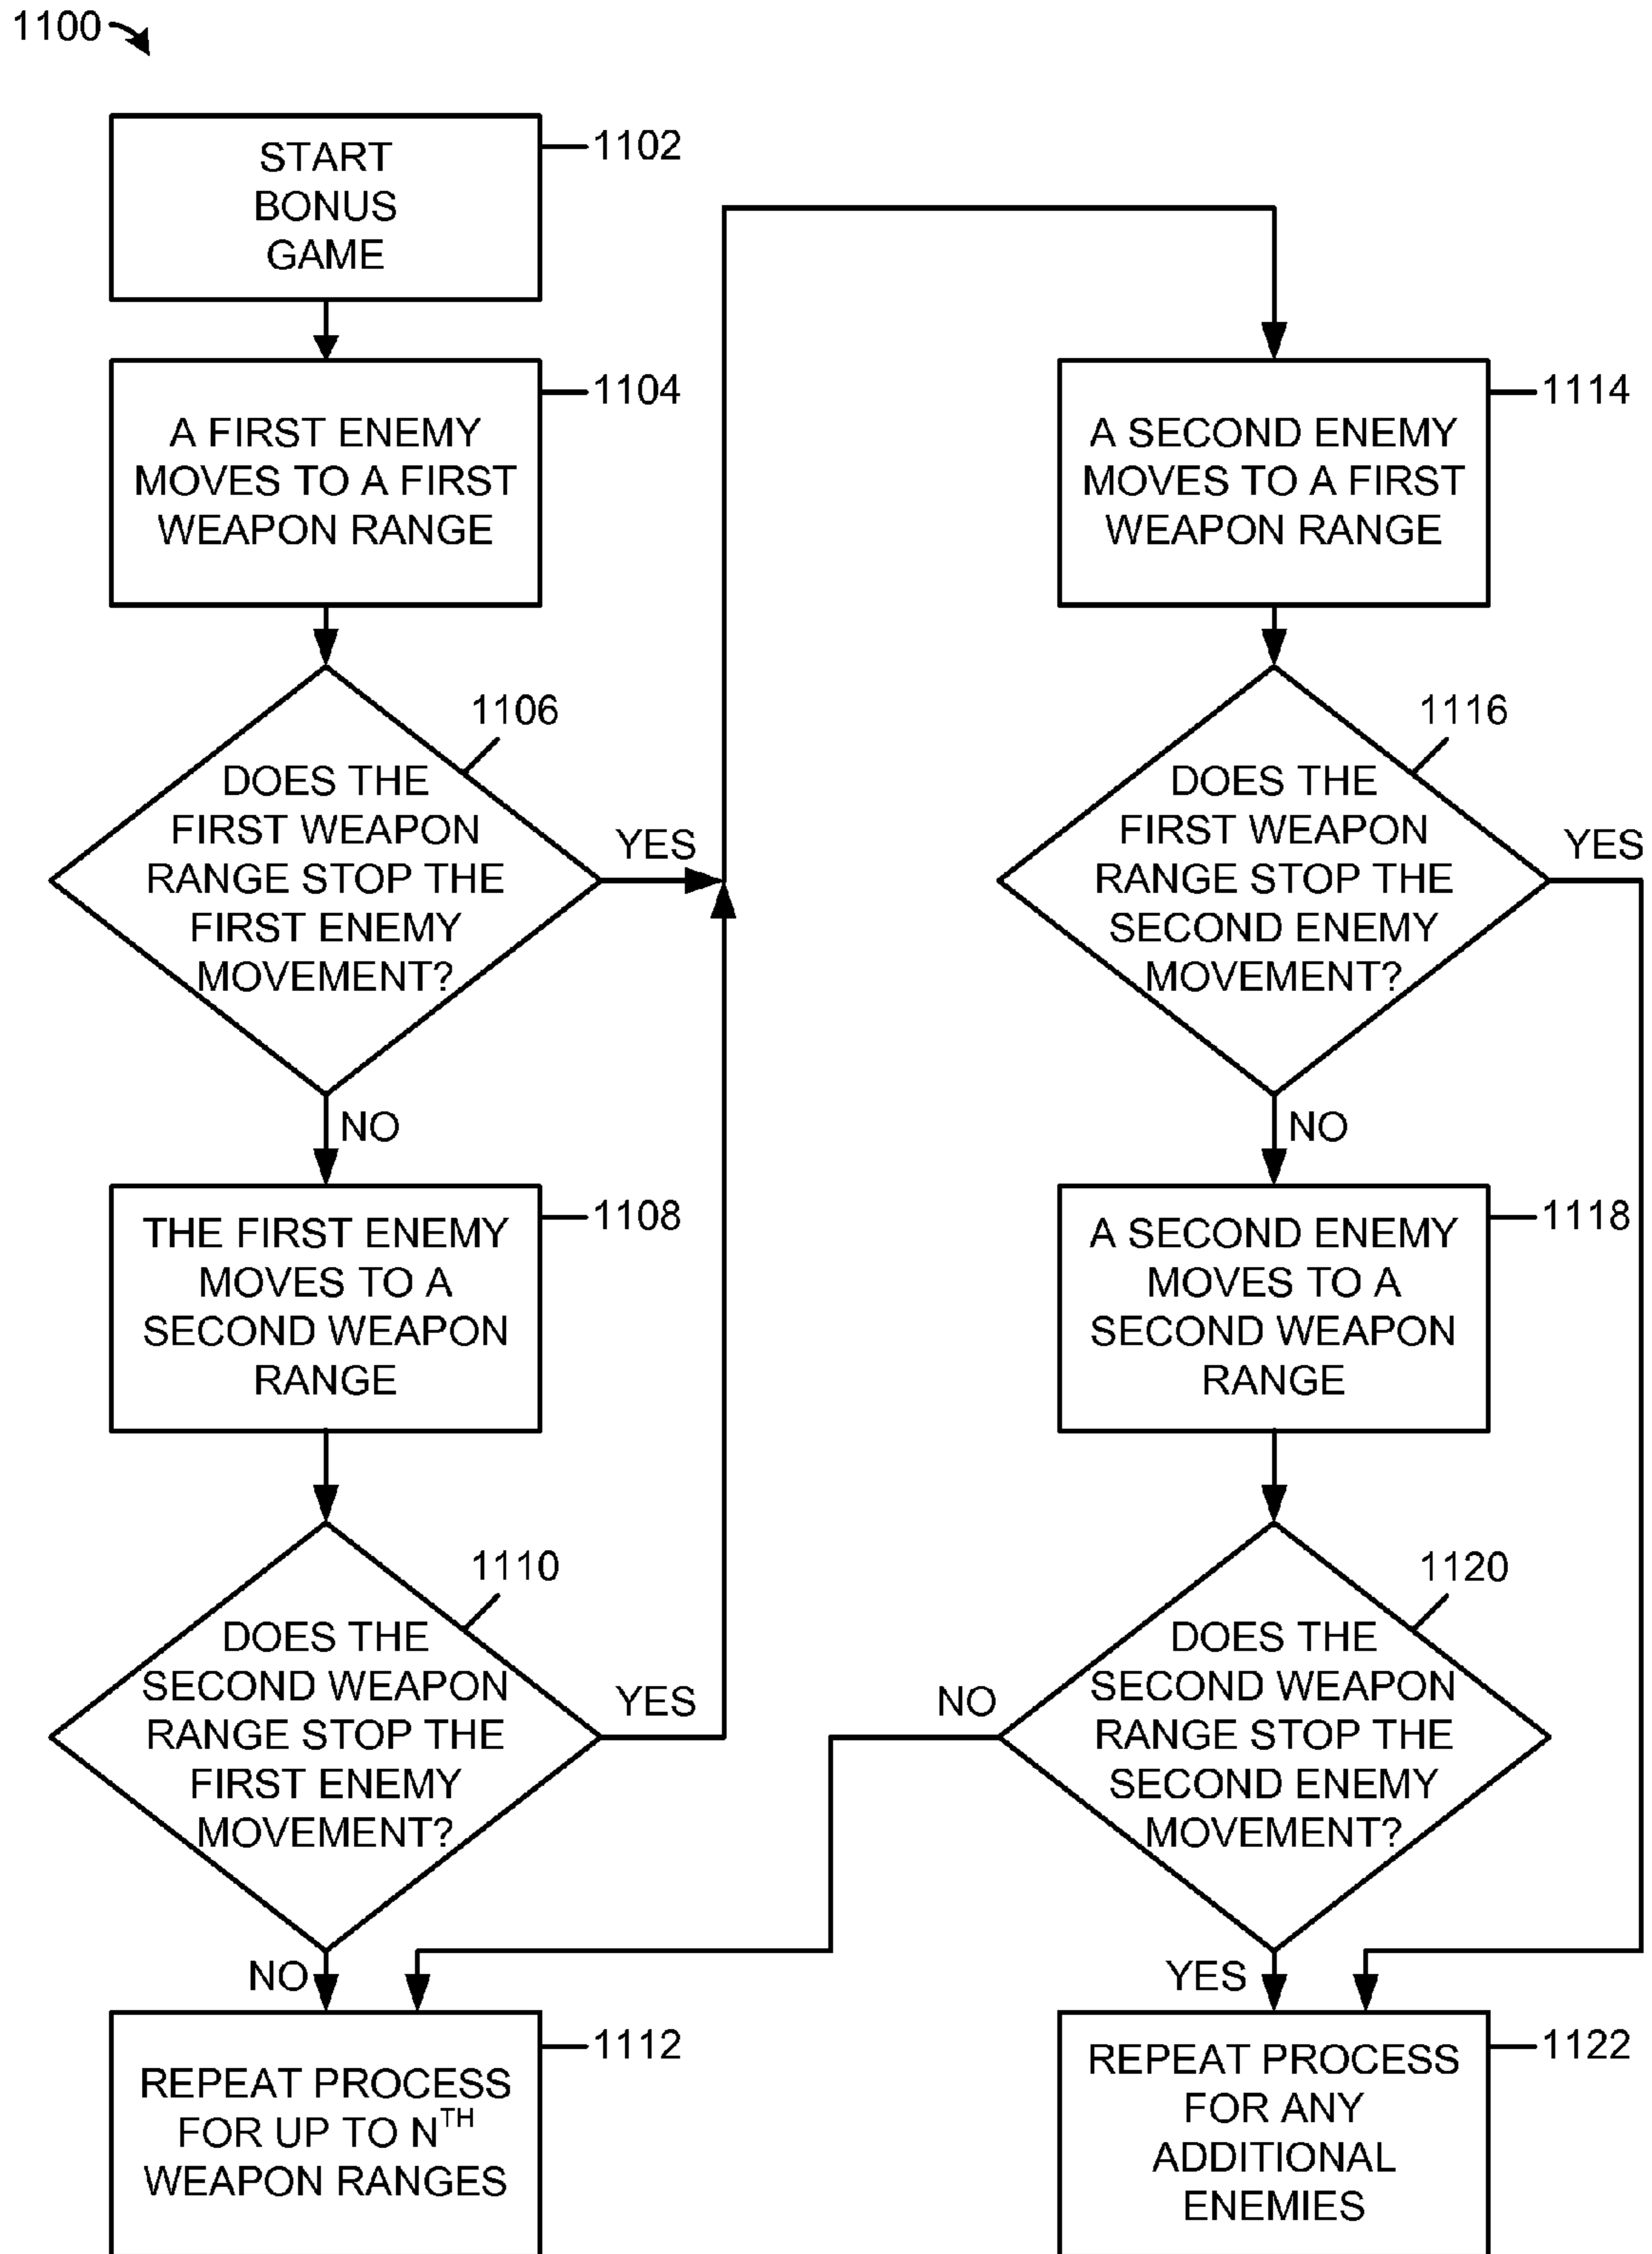 1100
START
BONUS
GAME
1102
A FIRST ENEMY
MOVES TO A FIRST
WEAPON RANGE
1104
1106
DOES THE
FIRST WEAPON
RANGE STOP THE
FIRST ENEMY
MOVEMENT?
YES
NO
THE FIRST ENEMY
MOVES TO A
SECOND WEAPON
RANGE
1108
1110
DOES THE
SECOND WEAPON
RANGE STOP THE
FIRST ENEMY
MOVEMENT?
YES
NO
REPEAT PROCESS
FOR UP TO NTH
WEAPON RANGES
1112
A SECOND ENEMY
MOVES TO A FIRST
WEAPON RANGE
1114
1116
DOES THE
FIRST WEAPON
RANGE STOP THE
SECOND ENEMY
MOVEMENT?
YES
NO
A SECOND ENEMY
MOVES TO A
SECOND WEAPON
RANGE
1118
1120
DOES THE
SECOND WEAPON
RANGE STOP THE
SECOND ENEMY
MOVEMENT?
NO
YES
REPEAT PROCESS
FOR ANY
ADDITIONAL
ENEMIES
1122